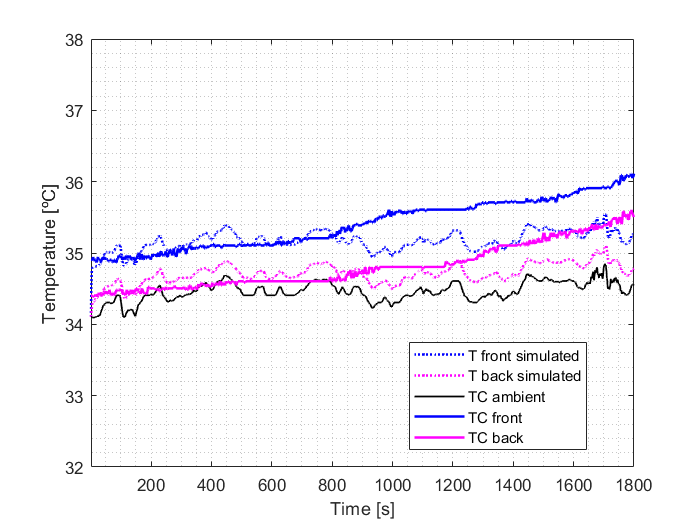 38
37
36
35
34
33
32
Temperature [ºC]
200 400 600 800 1000 1200 1400 1600 1800
Time [s]
T front simulated
T back simulated
TC ambient
TC front
TC back